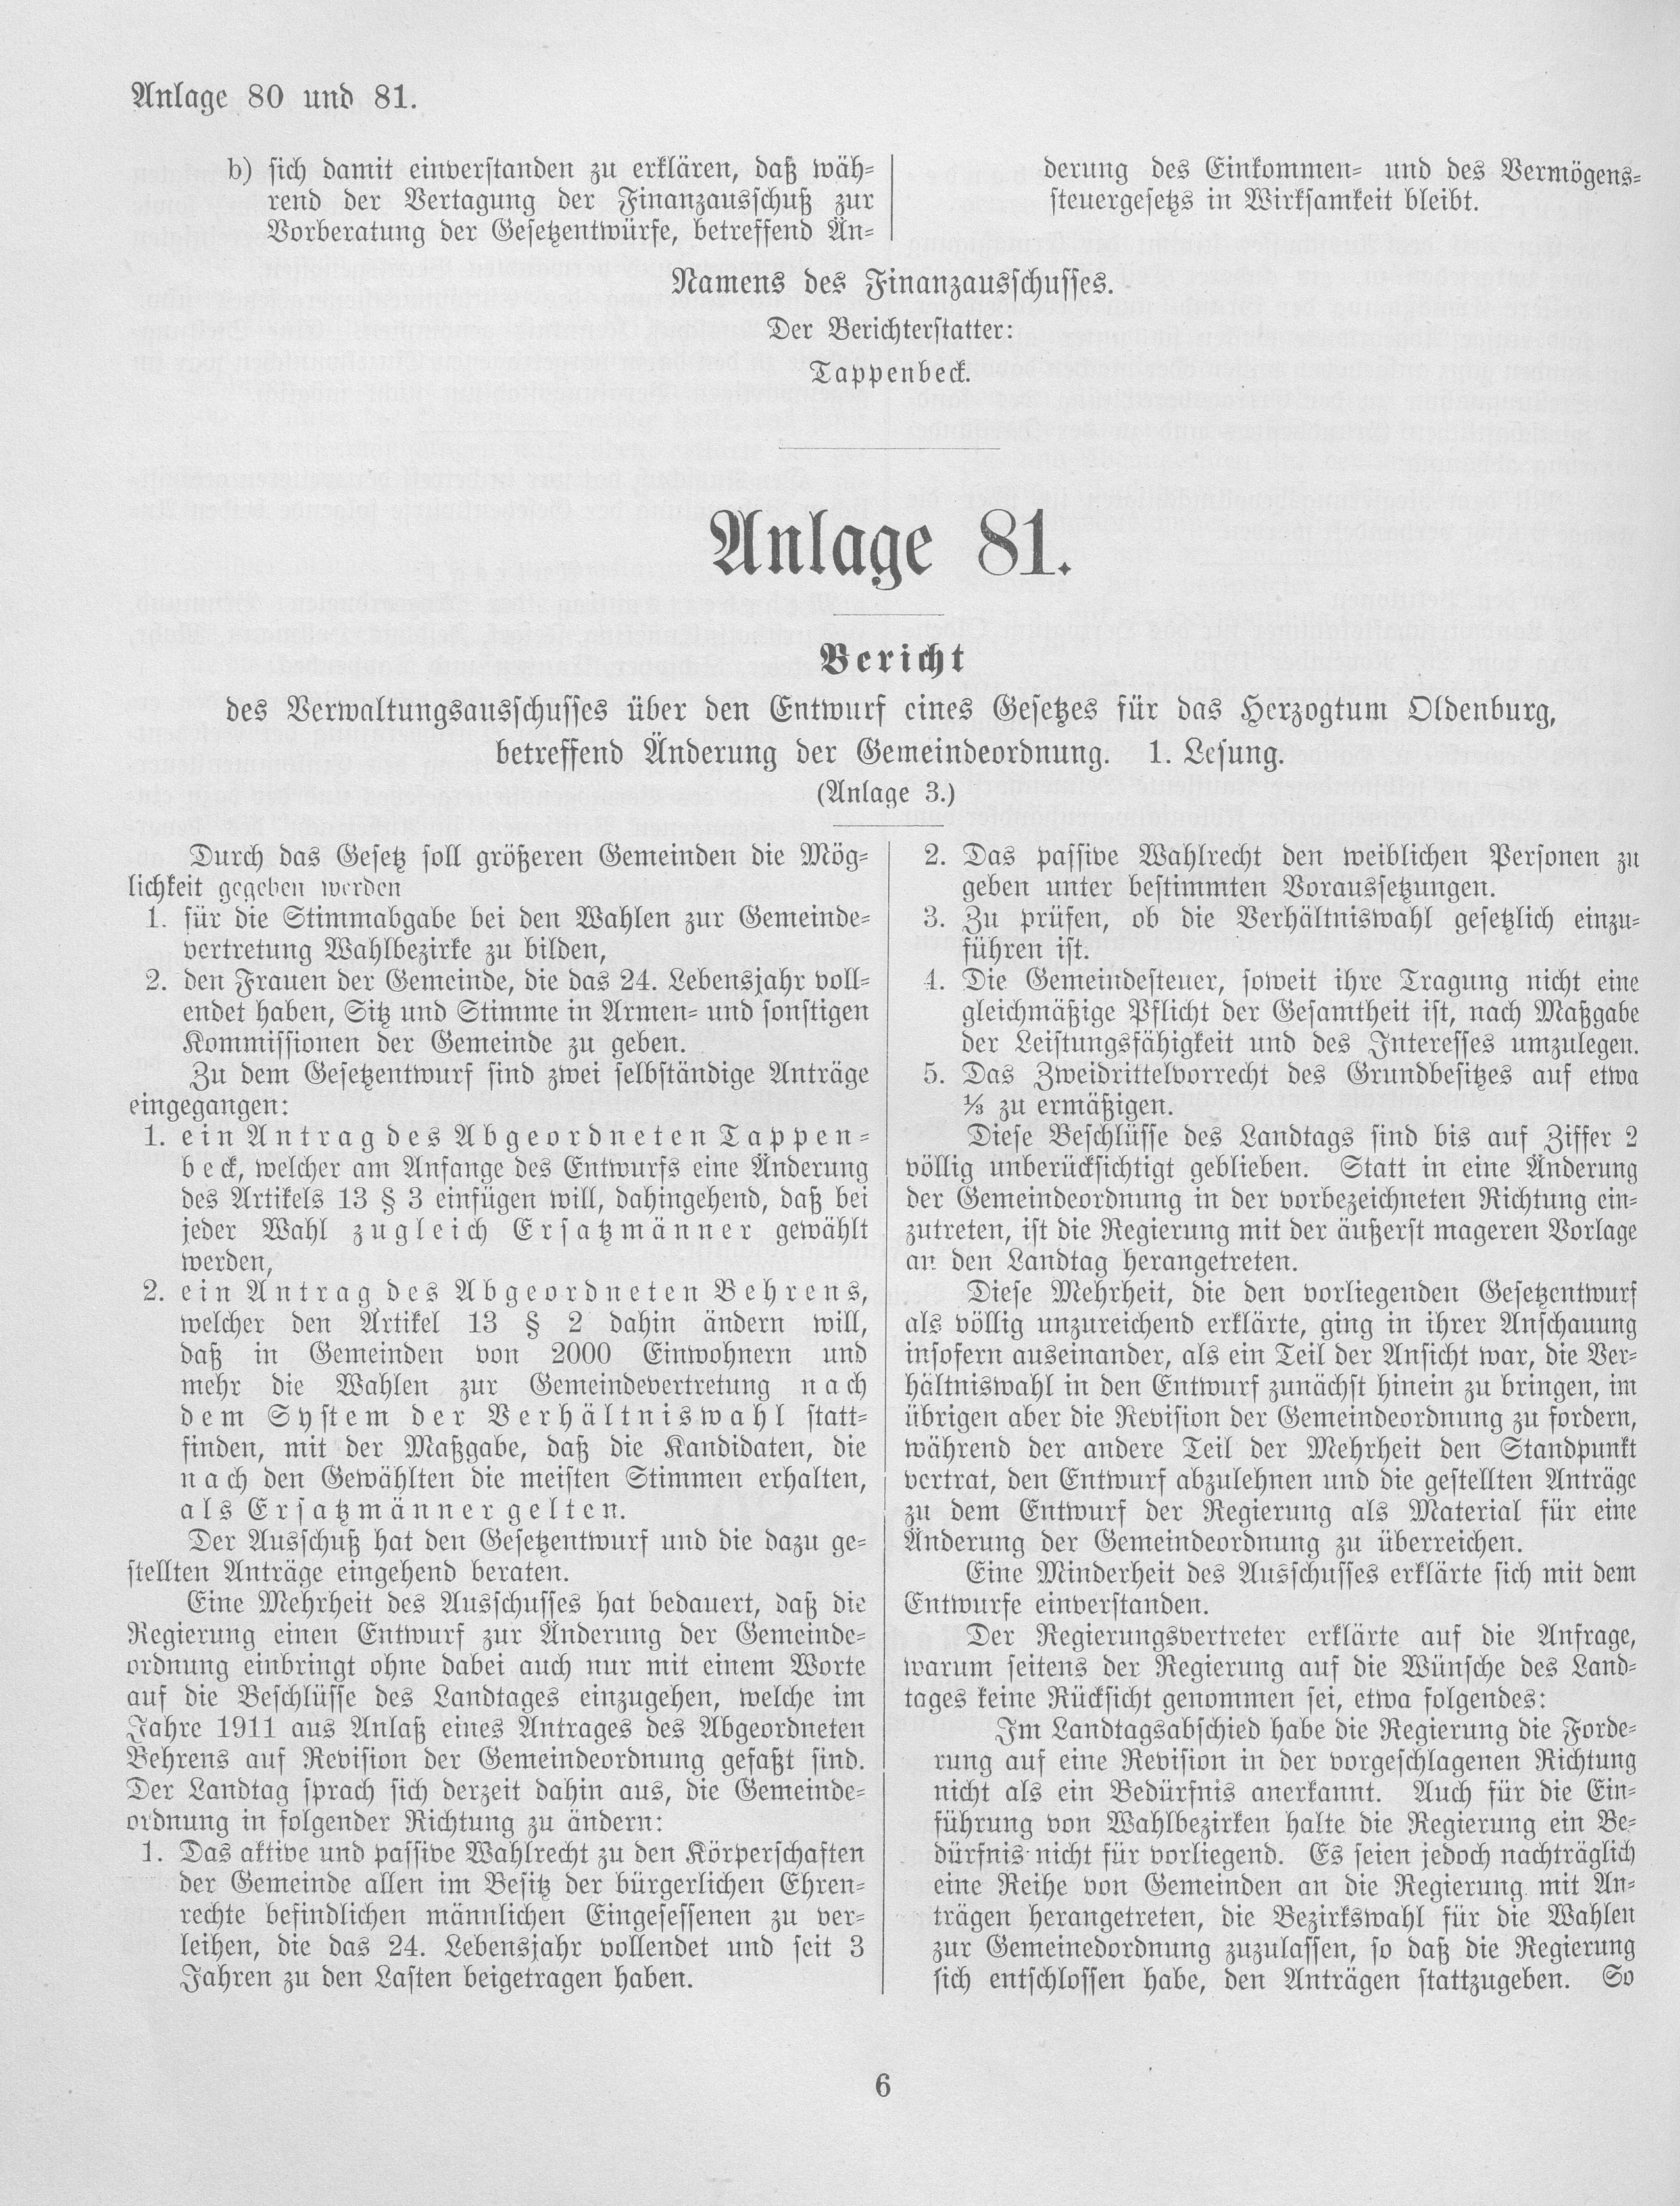 Anlage 80 und 81.
b) sich damit einverstanden zu erklären, daß wäh-
rend der Vertagung der Finanzausschuß zur
Vorberatung der Gesetzentwürfe, betreffend Än-
derung des Einkommen- und des Vermögens-
steuergesetzs in Wirksamkeit bleibt.
Namens des Finanzausschusses.
Der Berichterstatter:
Tappenbeck.
Anlage 81.
Bericht
des Verwaltungsausschusses über den Entwurf eines Gesetzes für das Herzogtum Oldenburg,
betreffend Änderung der Gemeindeordnung. 1. Lesung.
(Anlage 3.)
Durch das Gesetz soll größeren Gemeinden die Mög-
lichkeit gegeben werden
1. für die Stimmabgabe bei den Wahlen zur Gemeinde-
vertretung Wahlbezirke zu bilden,
2. den Frauen der Gemeinde, die das 24. Lebensjahr voll-
endet haben, Sitz und Stimme in Armen- und sonstigen
Kommissionen der Gemeinde zu geben.
Zu dem Gesetzentwurf sind zwei selbständige Anträge
eingegangen:
1. ein Antrag des Abgeordneten Tappen-
beck, welcher am Anfange des Entwurfs eine Änderung
des Artikels 13 § 3 einfügen will, dahingehend, daß bei
jeder Wahl zugleich Ersatzmänner gewählt
werden,
2. ein Antrag des Abgeordneten Behrens,
welcher den Artikel 13 § 2 dahin ändern will,
daß in Gemeinden von 2000 Einwohnern und
mehr die Wahlen zur Gemeindevertretung nach
dem System der Verhältniswahl statt-
finden, mit der Maßgabe, daß die Kandidaten, die
nach den Gewählten die meisten Stimmen erhalten,
als Ersatzmänner gelten.
Der Ausschuß hat den Gesetzentwurf und die dazu ge-
stellten Anträge eingehend beraten.
Eine Mehrheit des Ausschusses hat bedauert, daß die
Regierung einen Entwurf zur Änderung der Gemeinde-
ordnung einbringt ohne dabei auch nur mit einem Worte
auf die Beschlüsse des Landtages einzugehen, welche im
Jahre 1911 aus Anlaß eines Antrages des Abgeordneten
Behrens auf Revision der Gemeindeordnung gefaßt sind.
Der Landtag sprach sich derzeit dahin aus, die Gemeinde-
ordnung in folgender Richtung zu ändern:
1. Das aktive und passive Wahlrecht zu den Körperschaften
der Gemeinde allen im Besitz der bürgerlichen Ehren-
rechte befindlichen männlichen Eingesessenen zu ver-
leihen, die das 24. Lebensjahr vollendet und seit 3
Jahren zu den Lasten beigetragen haben.
2. Das passive Wahlrecht den weiblichen Personen zu
geben unter bestimmten Voraussetzungen.
3. Zu prüfen, ob die Verhältniswahl gesetzlich einzu-
führen ist.
4. Die Gemeindesteuer, soweit ihre Tragung nicht eine
gleichmäßige Pflicht der Gesamtheit ist, nach Maßgabe
der Leistungsfähigkeit und des Interesses umzulegen.
5. Das Zweidrittelvorrecht des Grundbesitzes auf etwa
⅓ zu ermäßigen.
Diese Beschlüsse des Landtags sind bis auf Ziffer 2
völlig unberücksichtigt geblieben. Statt in eine Änderung
der Gemeindeordnung in der vorbezeichneten Richtung ein-
zutreten, ist die Regierung mit der äußerst mageren Vorlage
an den Landtag herangetreten.
Diese Mehrheit, die den vorliegenden Gesetzentwurf
als völlig unzureichend erklärte, ging in ihrer Anschauung
insofern auseinander, als ein Teil der Ansicht war, die Ver-
hältniswahl in den Entwurf zunächst hinein zu bringen, im
übrigen aber die Revision der Gemeindeordnung zu fordern,
während der andere Teil der Mehrheit den Standpunkt
vertrat, den Entwurf abzulehnen und die gestellten Anträge
zu dem Entwurf der Regierung als Material für eine
Änderung der Gemeindeordnung zu überreichen.
Eine Minderheit des Ausschusses erklärte sich mit dem
Entwurfe einverstanden.
Der Regierungsvertreter erklärte auf die Anfrage,
warum seitens der Regierung auf die Wünsche des Land-
tages keine Rücksicht genommen sei, etwa folgendes:
Im Landtagsabschied habe die Regierung die Forde-
rung auf eine Revision in der vorgeschlagenen Richtung
nicht als ein Bedürfnis anerkannt. Auch für die Ein-
führung von Wahlbezirken halte die Regierung ein Be-
dürfnis nicht für vorliegend. Es seien jedoch nachträglich
eine Reihe von Gemeinden an die Regierung mit An-
trägen herangetreten, die Bezirkswahl für die Wahlen
zur Gemeinedordnung zuzulassen, so daß die Regierung
sich entschlossen habe, den Anträgen stattzugeben. So
6